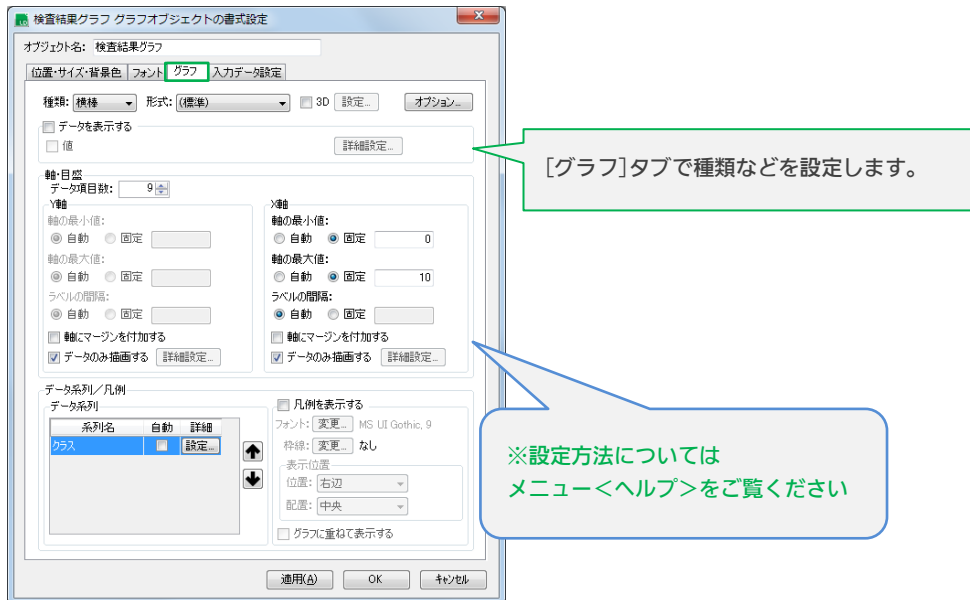 検査結果グラフ グラフオブジェクトの書式設定
オブジェクト名: 検査結果グラフ
位置・サイズ・背景色 フォント グラフ 入力データ設定
種類: 横棒 形式: (標準) 3D 設定... オプション...
データを表示する
値 詳細設定...
軸・目盛
データ項目数: 9
Y軸 X軸
軸の最小値: 軸の最小値:
自動 固定 自動 固定 0
軸の最大値: 軸の最大値:
自動 固定 自動 固定 10
ラベルの間隔: ラベルの間隔:
自動 固定 自動 固定
軸にマージンを付加する 軸にマージンを付加する
データのみ描画する 詳細設定... データのみ描画する 詳細設定...
データ系列/凡例
データ系列 凡例を表示する
系列名 自動 詳細 フォント: 変更... MS UI Gothic, 9
クラス 設定... 枠線: 変更... なし
表示位置
位置: 右辺
配置: 中央
グラフに重ねて表示する
適用(A) OK キャンセル
[グラフ]タブで種類などを設定します。
※設定方法については
メニュー<ヘルプ>をご覧ください